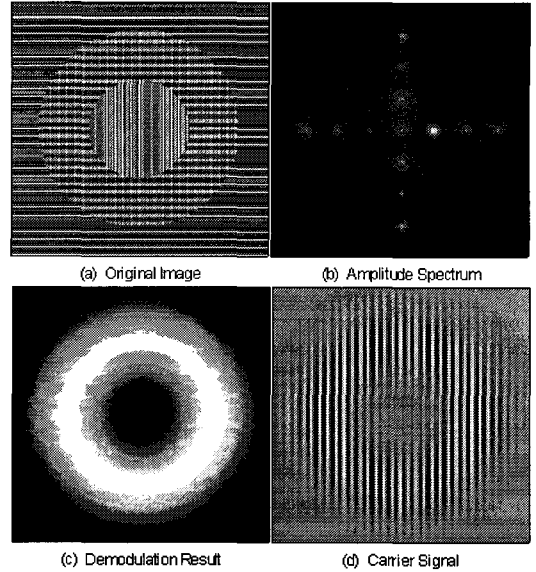 (a) Original Image
(b) Amplitude Spectrum
(c) Demodulation Result
(d) Carrier Signal